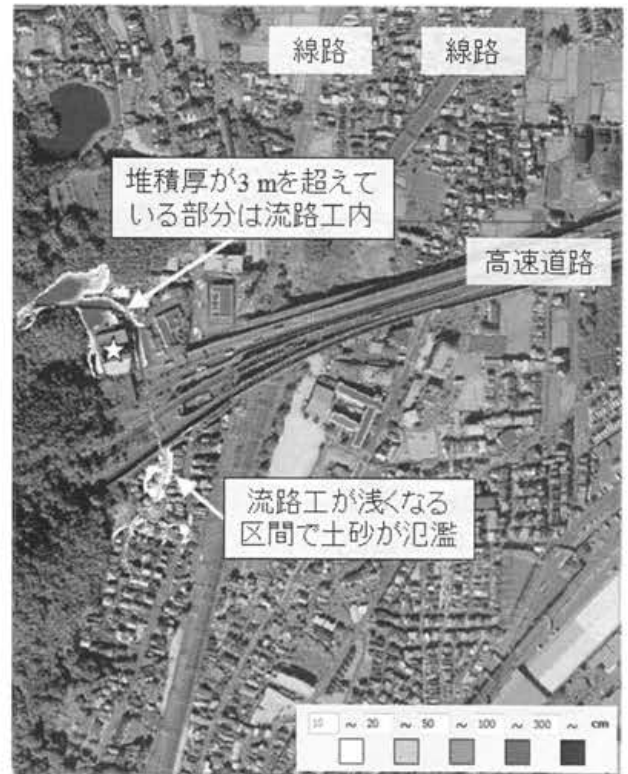 線路
線路
堆積厚が3 mを超えて
いる部分は流路工内
高速道路
流路工が浅くなる
区間で土砂が氾濫
10 ~ 20 ~ 50 ~ 100 ~ 300 ~ cm